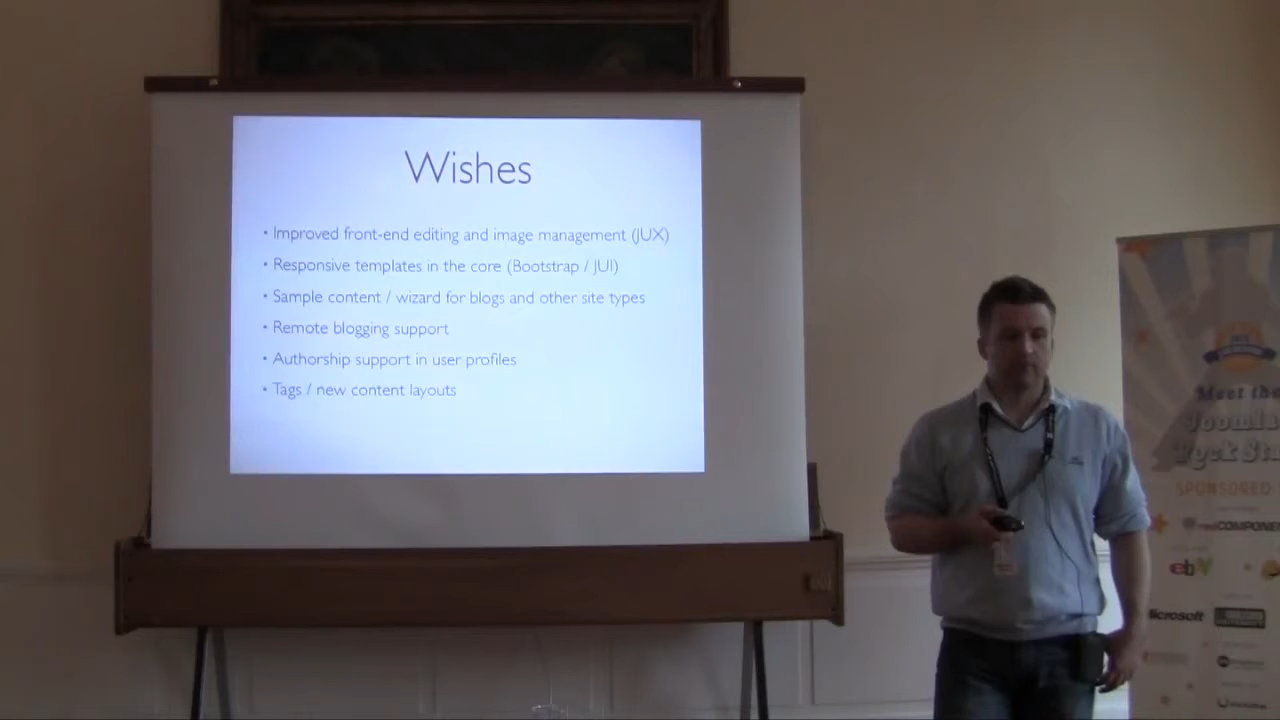 Wishes
• Improved front-end editing and image management (JUX)
• Responsive templates in the core (Bootstrap / JUI)
• Sample content / wizard for blogs and other site types
• Remote blogging support
• Authorship support in user profiles
• Tags / new content layouts
Meet the
SPONSORED
redCOMPONE
ebay
Microsoft